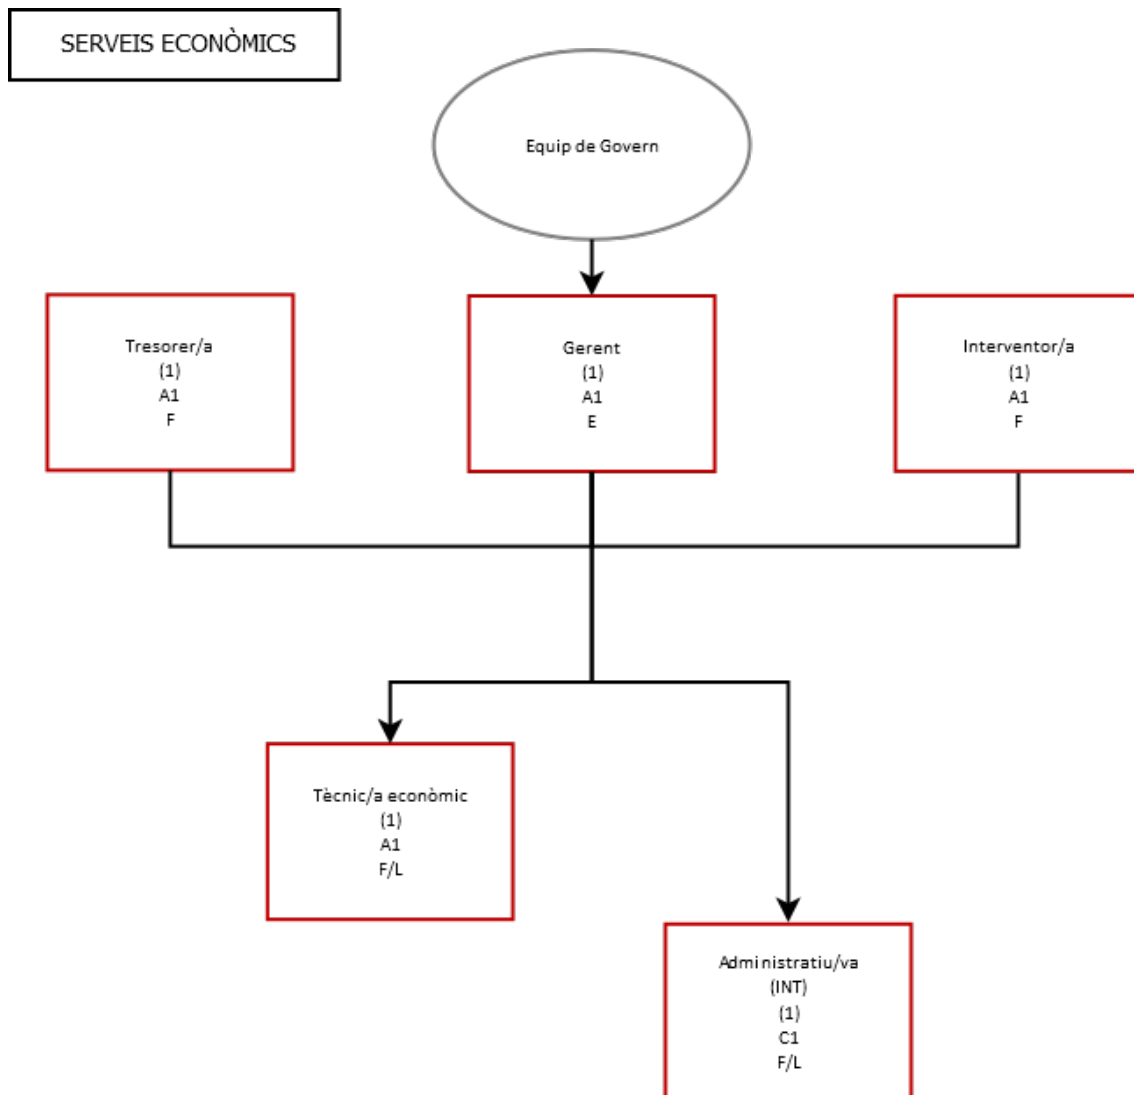 SERVEIS ECONÒMICS
Equip de Govern
Tresorer/a
(1)
A1
F
Gerent
(1)
A1
E
Interventor/a
(1)
A1
F
Tècnic/a econòmic
(1)
A1
F/L
Administratiu/va
(INT)
(1)
C1
F/L